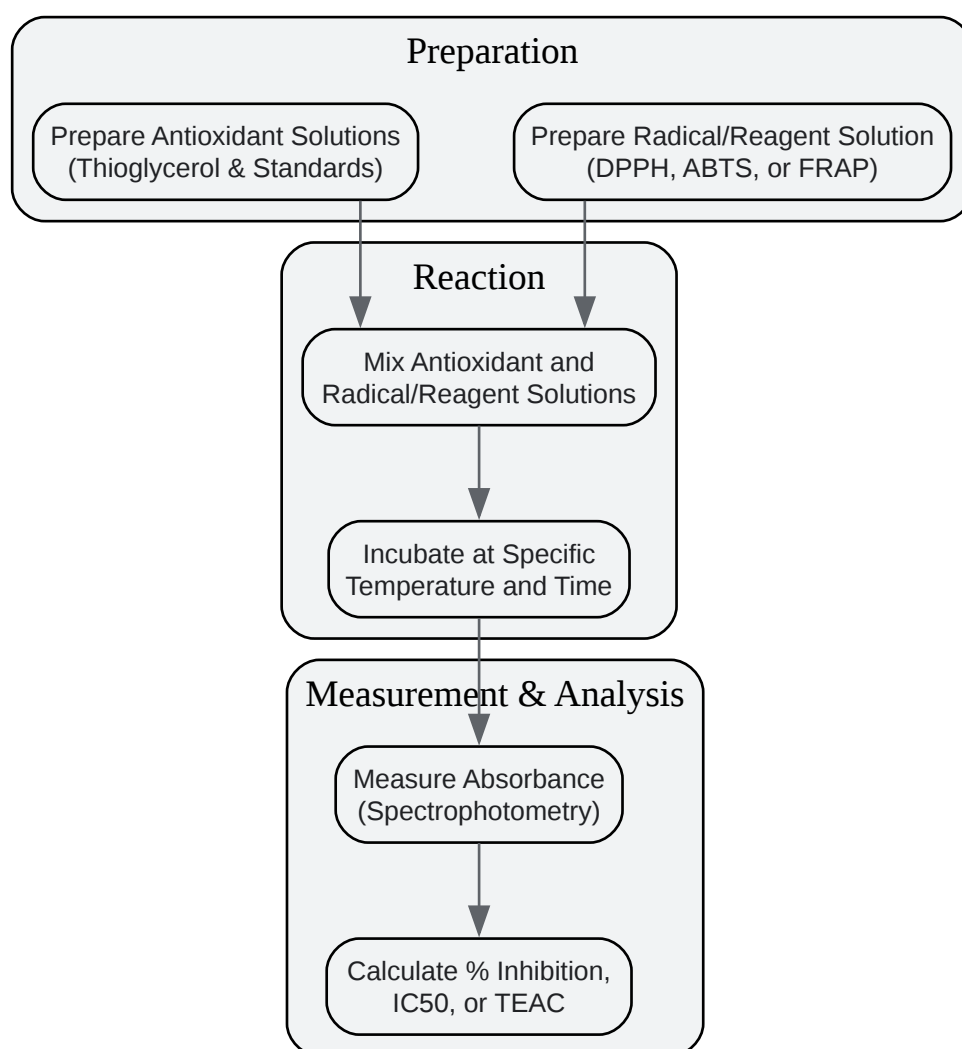 Preparation
Prepare Antioxidant Solutions
(Thioglycerol & Standards)
Prepare Radical/Reagent Solution
(DPPH, ABTS, or FRAP)
Reaction
Mix Antioxidant and
Radical/Reagent Solutions
Incubate at Specific
Temperature and Time
Measurement & Analysis
Measure Absorbance
(Spectrophotometry)
Calculate % Inhibition,
IC50, or TEAC